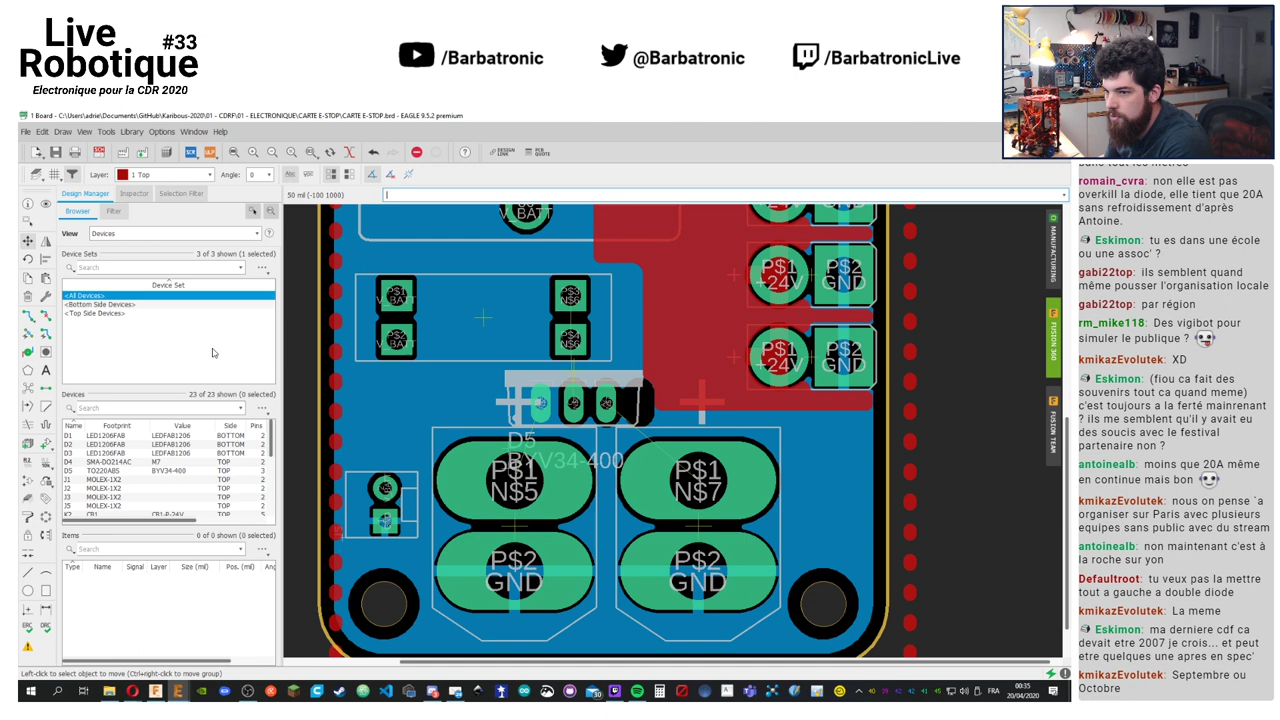 Live
Robotique #33
Electronique pour la CDR 2020
/Barbatronic
@Barbatronic
/BarbatronicLive
1 Board - C:\Users\adrie\Documents\GitHub\Karibous-2020\01 - CDRF\01 - ELECTRONIQUE\CARTE E-STOP\CARTE E-STOP.brd - EAGLE 9.5.2 premium
File Edit Draw View Tools Library Options Window Help
SCR ULP DESIGN LINK PCB QUOTE
Layer: 1 Top Angle: 0
Design Manager Inspector Selection Filter
50 mil (-100 1000)
Browser Filter
View Devices
Device Sets 3 of 3 shown (1 selected)
Search
Device Set
<All Devices>
<Bottom Side Devices>
<Top Side Devices>
Devices 23 of 23 shown (0 selected)
Search
Name Footprint Value Side Pins
D1 LED1206FAB LEDFAB1206 BOTTOM 2
D2 LED1206FAB LEDFAB1206 BOTTOM 2
D3 LED1206FAB LEDFAB1206 BOTTOM 2
D4 SMA-DO214AC M7 TOP 2
D5 TO220ABS BYV34-400 TOP
J1 MOLEX-1X2 TOP 2
J2 MOLEX-1X2 TOP 2
J3 MOLEX-1X2 TOP 2
J5 MOLEX-1X2 TOP 2
K2 CB1 CB1-P-24V TOP 5
Items 0 of 0 shown (0 selected)
Search
Type Name Signal Layer Size (mil) Pos. (mil) Ang
V_BATT
P$1
V_BATT
P$3
N$6
P$2
V_BATT
P$4
N$6
P$1
+24V
P$2
GND
P$1
+24V
P$2
GND
D5
BYV34-400
P$1
N$5
P$1
N$7
P$2
GND
P$2
GND
MANUFACTURING
FUSION 360
FUSION TEAM
Left-click to select object to move (Ctrl+right-click to move group)
FRA
00:35
20/04/2020
dans tout les metres
romain_cvra: non elle est pas
overkill la diode, elle tient que 20A
sans refroidissement d'après
Antoine.
Eskimon: tu es dans une école
ou une assoc' ?
gabi22top: ils semblent quand
même pousser l'organisation locale
gabi22top: par région
rm_mike118: Des vigibot pour
simuler le publique ?
kmikazEvolutek: XD
Eskimon: (fiou ca fait des
souvenirs tout ca quand meme)
c'est toujours a la ferté mainrenant
? ils me semblent qu'il y avait eu
des soucis avec le festival
partenaire non ?
antoinealb: moins que 20A même
en continue mais bon
kmikazEvolutek: nous on pense `a
organiser sur Paris avec plusieurs
equipes sans public avec du stream
antoinealb: non maintenant c'est à
la roche sur yon
Defaultroot: tu veux pas la mettre
tout a gauche a double diode
kmikazEvolutek: La meme
Eskimon: ma derniere cdf ca
devait etre 2007 je crois... et peut
etre quelques une apres en spec'
kmikazEvolutek: Septembre ou
Octobre